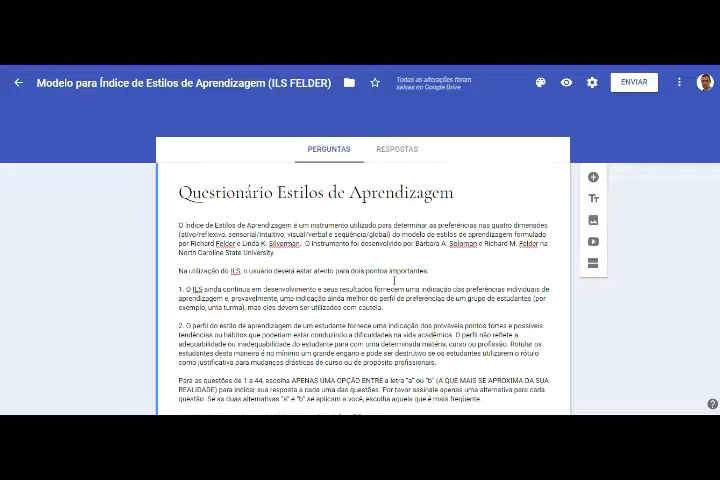 Modelo para Índice de Estilos de Aprendizagem (ILS FELDER)
Todas as alterações foram
salvas no Google Drive
ENVIAR
PERGUNTAS RESPOSTAS
Questionário Estilos de Aprendizagem
O índice de Estilos de Aprendizagem é um instrumento utilizado para determinar as preferências nas quatro dimensões
(ativo/reflexivo, sensorial/intuitivo, visual/verbal e seqüêncial/global) do modelo de estilos de aprendizagem formulado
por Richard Felder e Linda K. Silverman. O instrumento foi desenvolvido por Barbara A. Soloman e Richard M. Felder na
North Caroline State University.
Na utilização do ILS, o usuário deverá estar atento para dois pontos importantes:
1. O ILS ainda continua em desenvolvimento e seus resultados fornecem uma indicação das preferências individuais de
aprendizagem e, provavelmente, uma indicação ainda melhor do perfil de preferências de um grupo de estudantes (por
exemplo, uma turma), mas eles devem ser utilizados com cautela.
2. O perfil do estilo de aprendizagem de um estudante fornece uma indicação dos prováveis pontos fortes e possíveis
tendências ou hábitos que poderiam estar conduzindo a dificuldades na vida acadêmica. O perfil não reflete a
adequabilidade ou inadequabilidade do estudante para com uma determinada matéria, curso ou profissão. Rotular os
estudantes desta maneira é no mínimo um grande engano e pode ser destrutivo se os estudantes utilizarem o rótulo
como justificativa para mudanças drásticas de curso ou de propósito profissionais.
Para as questões de 1 a 44, escolha APENAS UMA OPÇÃO ENTRE a letra "a" ou "b" (A QUE MAIS SE APROXIMA DA SUA
REALIDADE) para indicar sua resposta a cada uma das questões. Por favor assinale apenas uma alternativa para cada
questão. Se as duas alternativas "a" e "b" se aplicam a você, escolha aquela que é mais freqüente.